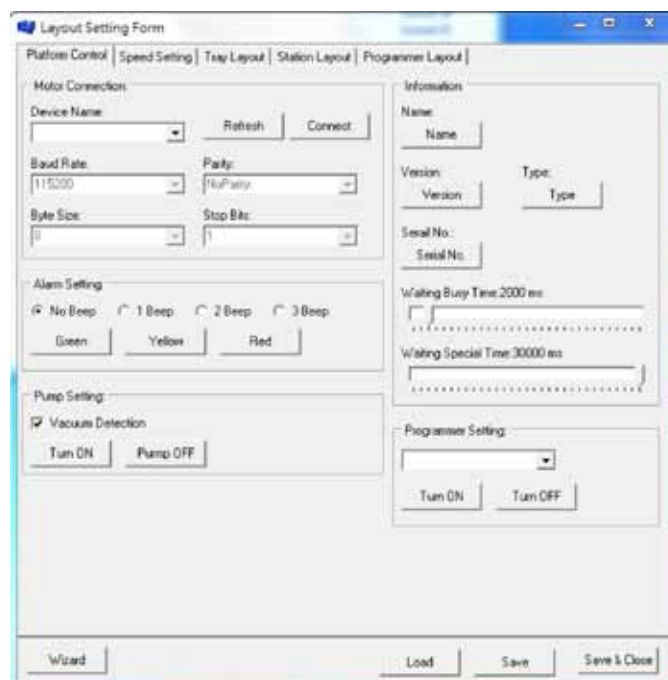 Layout Setting Form
Platform Control Speed Setting Tray Layout Station Layout Programmer Layout
Motor Connection
Device Name:
Refresh Connect
Baud Rate: Parity:
115200 NoParity
Byte Size: Stop Bits:
8 1
Alarm Setting:
No Beep 1 Beep 2 Beep 3 Beep
Green Yellow Red
Pump Setting:
Vacuum Detection
Turn ON Pump OFF
Information
Name:
Name
Version: Type:
Version Type
Serail No.:
Serial No.
Waiting Busy Time:2000 ms
Waiting Special Time:30000 ms
Programmer Setting:
Turn ON Turn OFF
Wizard Load Save Save & Close